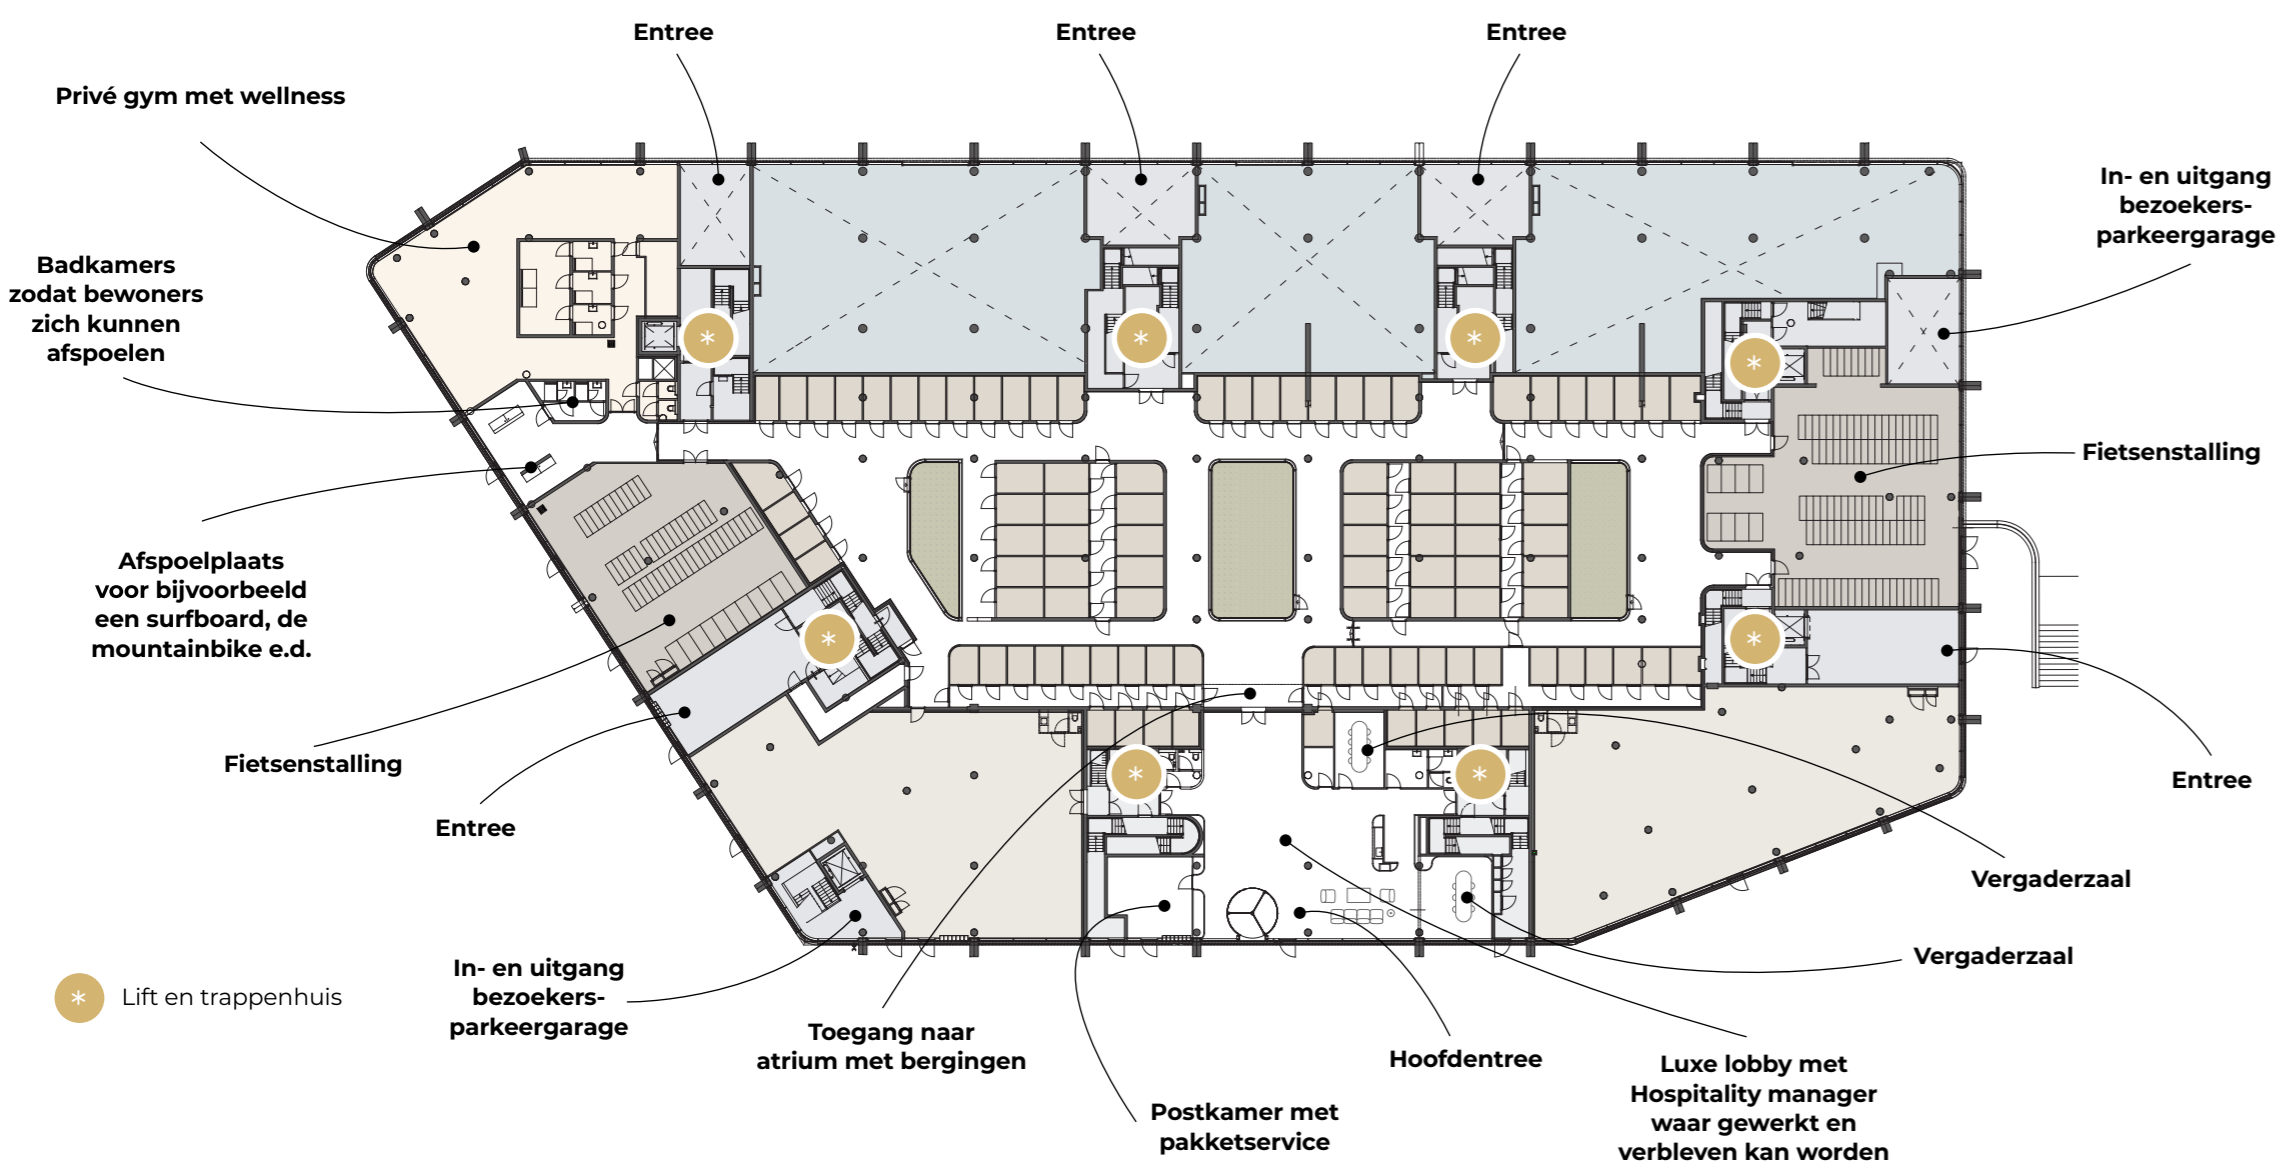 Entree
Entree
Entree
Privé gym met wellness
In- en uitgang
bezoekers-
parkeergarage
Badkamers
zodat bewoners
zich kunnen
afspoelen
Fietsenstalling
Afspoelplaats
voor bijvoorbeeld
een surfboard, de
mountainbike e.d.
Fietsenstalling
Entree
Entree
Vergaderzaal
Vergaderzaal
In- en uitgang
bezoekers-
parkeergarage
* Lift en trappenhuis
Toegang naar
atrium met bergingen
Hoofdentree
Luxe lobby met
Hospitality manager
waar gewerkt en
verbleven kan worden
Postkamer met
pakketservice